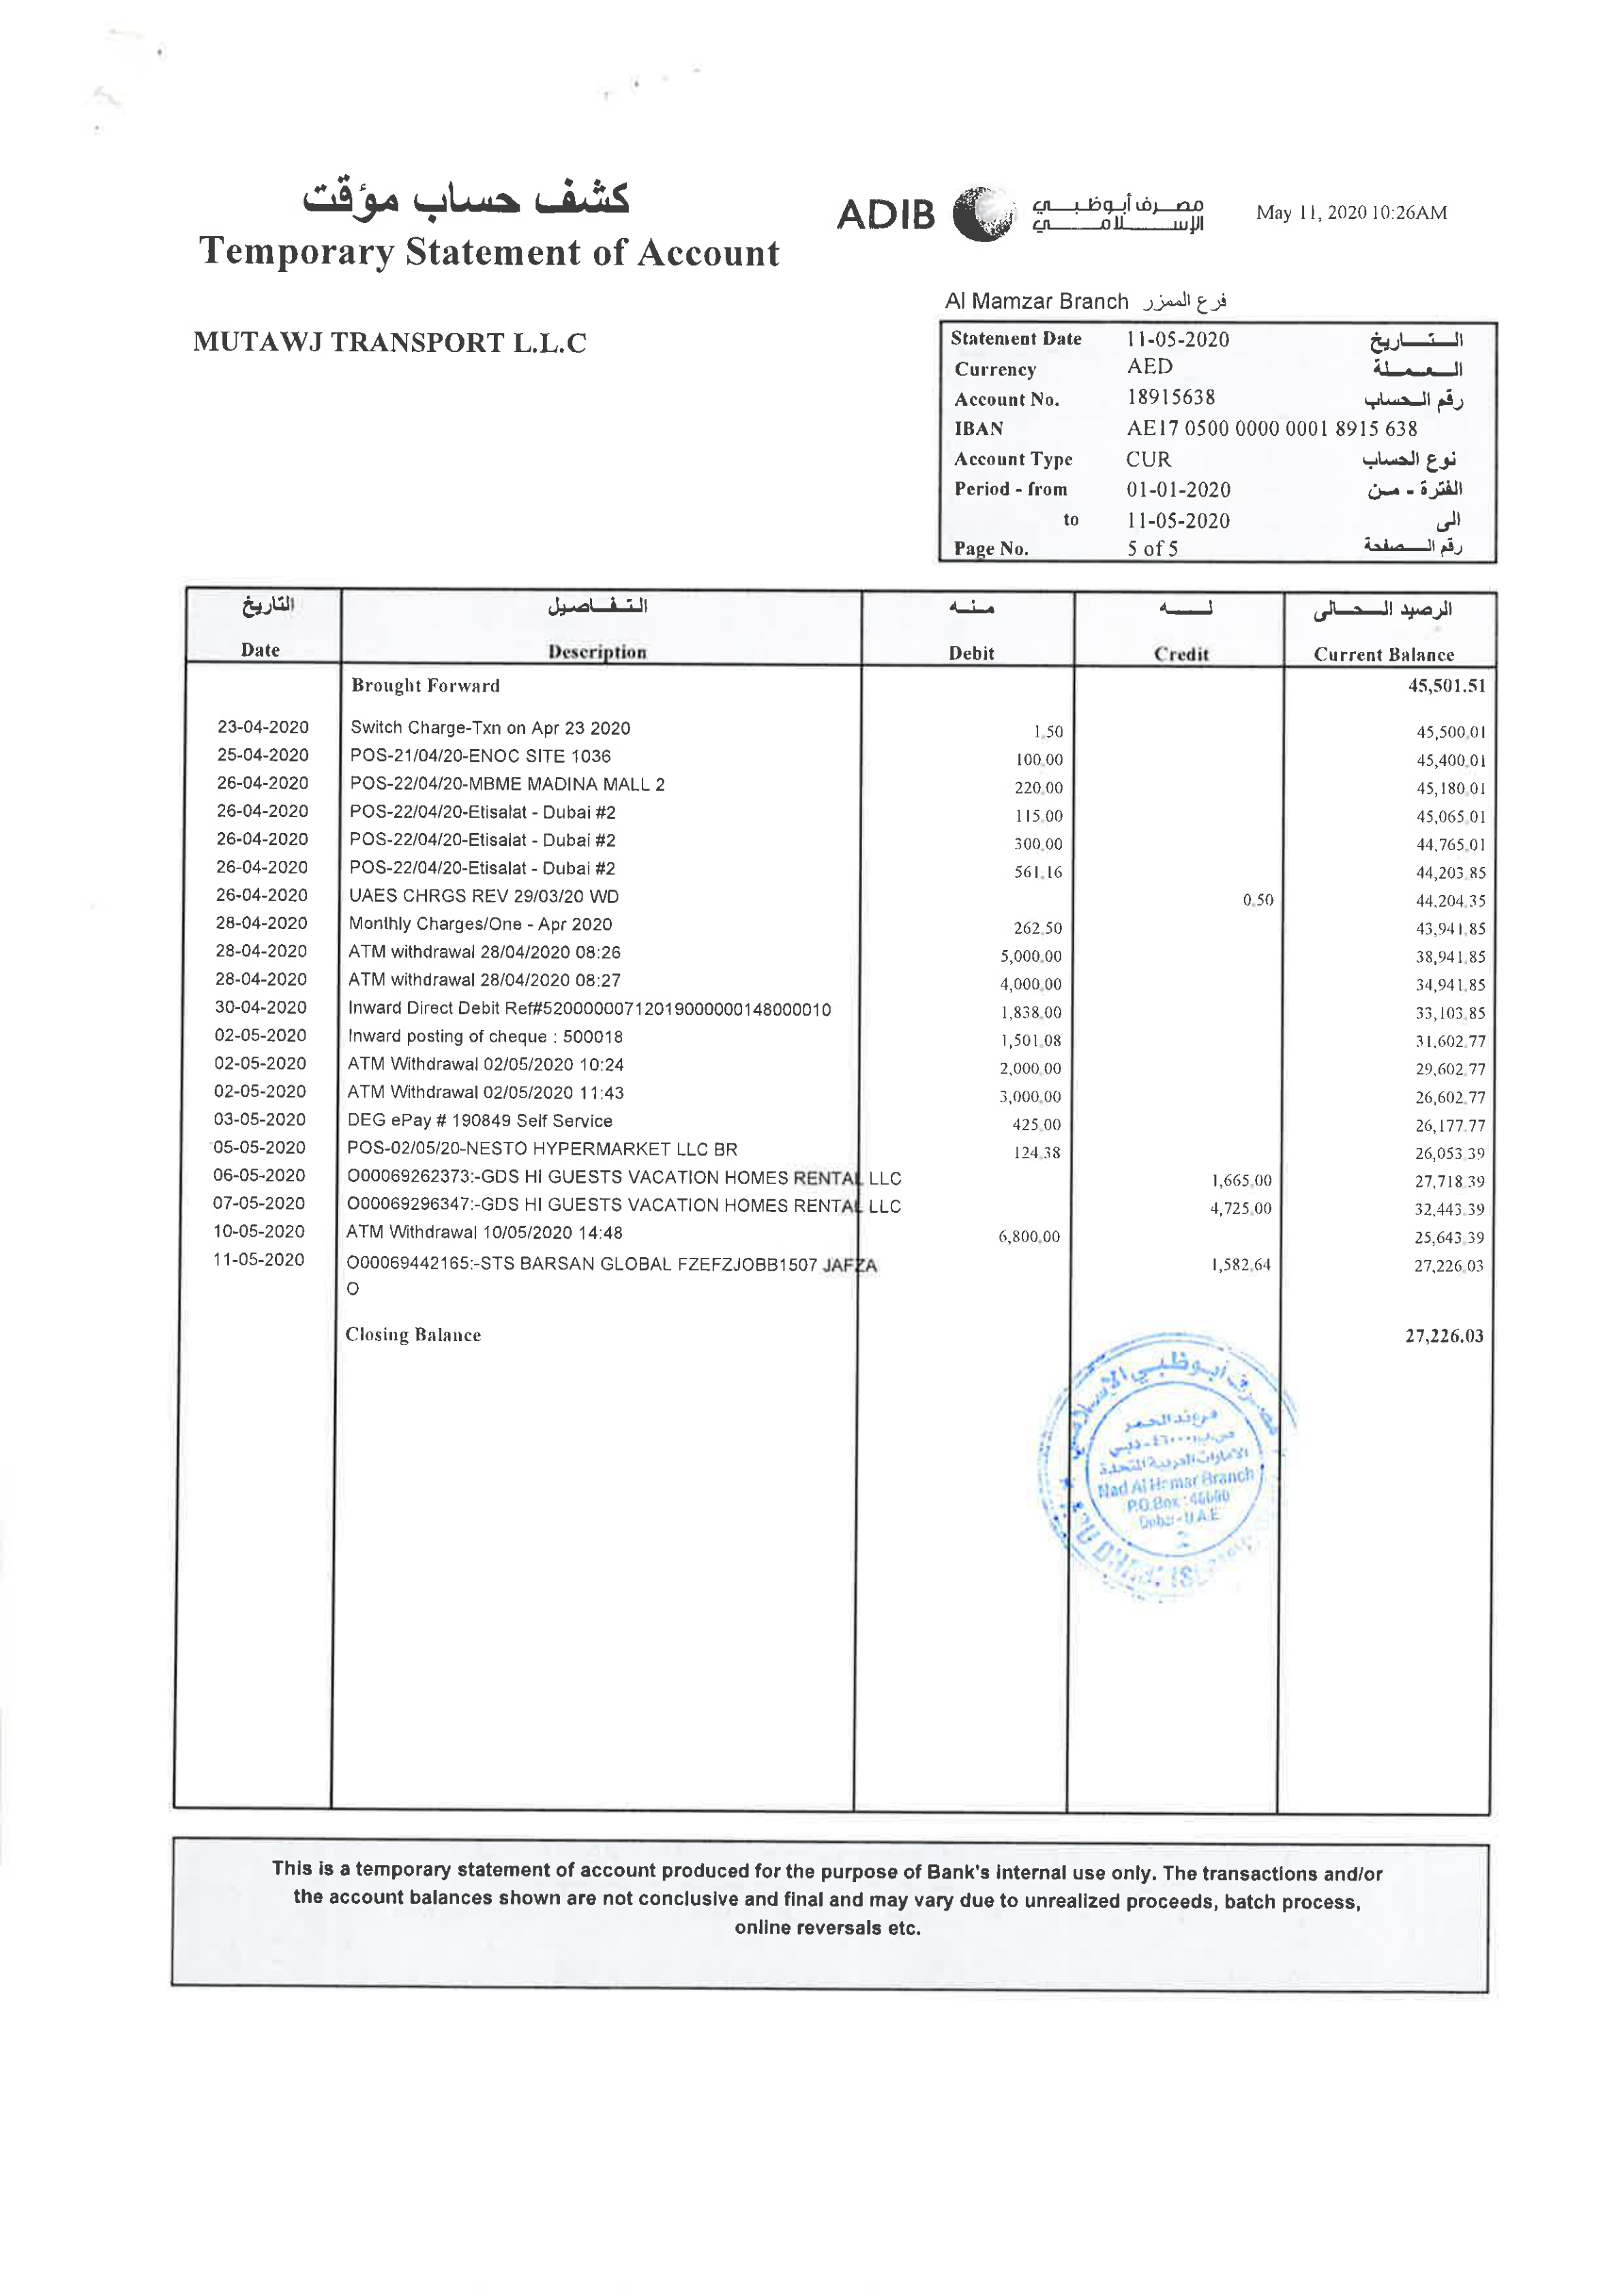 كشف حساب مؤقت
Temporary Statement of Account
ADIB مصرف أبوظبي الإسلامي May 11, 2020 10:26AM
Al Mamzar Branch فرع الممزر
MUTAWJ TRANSPORT L.L.C
Statement Date 11-05-2020 التاريخ
Currency AED العملة
Account No. 18915638 رقم الحساب
IBAN AE17 0500 0000 0001 8915 638
Account Type CUR نوع الحساب
Period - from 01-01-2020 الفترة - من
to 11-05-2020 الى
Page No. 5 of 5 رقم الصفحة
التاريخ التفاصيل منه له الرصيد الحالى
Date Description Debit Credit Current Balance
Brought Forward 45,501.51
23-04-2020 Switch Charge-Txn on Apr 23 2020 1.50 45,500.01
25-04-2020 POS-21/04/20-ENOC SITE 1036 100.00 45,400.01
26-04-2020 POS-22/04/20-MBME MADINA MALL 2 220.00 45,180.01
26-04-2020 POS-22/04/20-Etisalat - Dubai #2 115.00 45,065.01
26-04-2020 POS-22/04/20-Etisalat - Dubai #2 300.00 44,765.01
26-04-2020 POS-22/04/20-Etisalat - Dubai #2 561.16 44,203.85
26-04-2020 UAES CHRGS REV 29/03/20 WD 0.50 44,204.35
28-04-2020 Monthly Charges/One - Apr 2020 262.50 43,941.85
28-04-2020 ATM withdrawal 28/04/2020 08:26 5,000.00 38,941.85
28-04-2020 ATM withdrawal 28/04/2020 08:27 4,000.00 34,941.85
30-04-2020 Inward Direct Debit Ref#520000007120190000000148000010 1,838.00 33,103.85
02-05-2020 Inward posting of cheque : 500018 1,501.08 31,602.77
02-05-2020 ATM Withdrawal 02/05/2020 10:24 2,000.00 29,602.77
02-05-2020 ATM Withdrawal 02/05/2020 11:43 3,000.00 26,602.77
03-05-2020 DEG ePay # 190849 Self Service 425.00 26,177.77
05-05-2020 POS-02/05/20-NESTO HYPERMARKET LLC BR 124.38 26,053.39
06-05-2020 O00069262373:-GDS HI GUESTS VACATION HOMES RENTAL LLC 1,665.00 27,718.39
07-05-2020 O00069296347:-GDS HI GUESTS VACATION HOMES RENTAL LLC 4,725.00 32,443.39
10-05-2020 ATM Withdrawal 10/05/2020 14:48 6,800.00 25,643.39
11-05-2020 O00069442165:-STS BARSAN GLOBAL FZEFZJOBB1507 JAFZA 1,582.64 27,226.03
O
Closing Balance 27,226.03
مصرف أبوظبي الإسلامي
فرع ند الحمر
ص.ب ٤٦٠٠٠ - دبي
الإمارات العربية المتحدة
Nad Al Hamar Branch
P.O.Box : 46000
Dubai - U.A.E
2
ABU DHABI ISLAMIC
This is a temporary statement of account produced for the purpose of Bank's internal use only. The transactions and/or
the account balances shown are not conclusive and final and may vary due to unrealized proceeds, batch process,
online reversals etc.